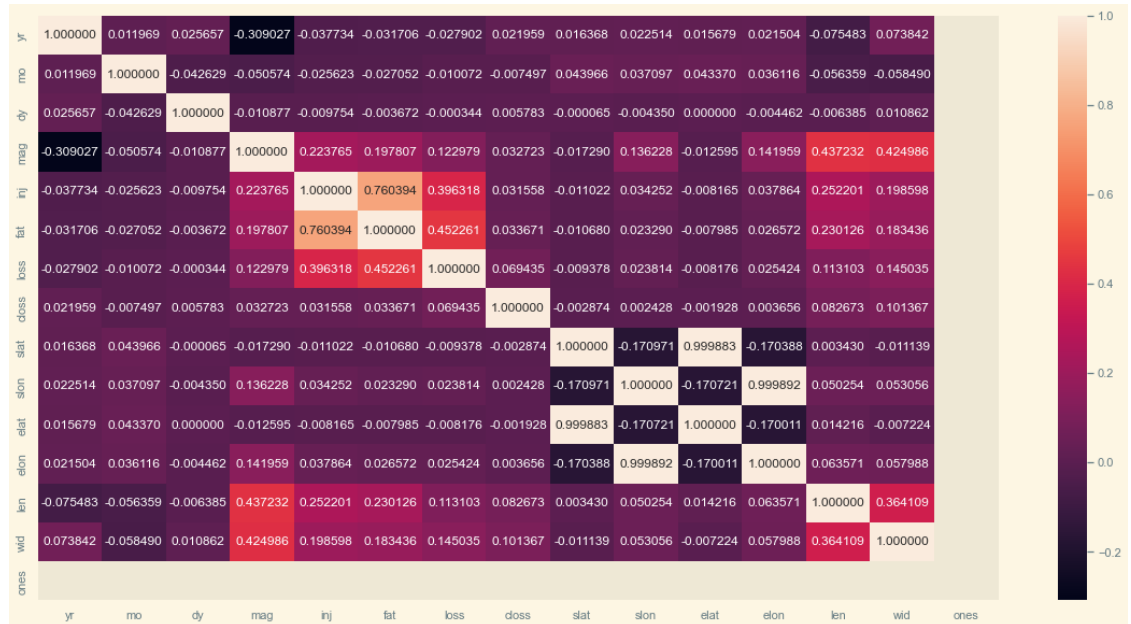 1.0
yr 1.000000 0.011969 0.025657 -0.309027 -0.037734 -0.031706 -0.027902 0.021959 0.016368 0.022514 0.015679 0.021504 -0.075483 0.073842
mo 0.011969 1.000000 -0.042629 -0.050574 -0.025623 -0.027052 -0.010072 -0.007497 0.043966 0.037097 0.043370 0.036116 -0.056359 -0.058490
0.8
dy 0.025657 -0.042629 1.000000 -0.010877 -0.009754 -0.003672 -0.000344 0.005783 -0.000065 -0.004350 0.000000 -0.004462 -0.006385 0.010862
mag -0.309027 -0.050574 -0.010877 1.000000 0.223765 0.197807 0.122979 0.032723 -0.017290 0.136228 -0.012595 0.141959 0.437232 0.424986
0.6
inj -0.037734 -0.025623 -0.009754 0.223765 1.000000 0.760394 0.396318 0.031558 -0.011022 0.034252 -0.008165 0.037864 0.252201 0.198598
fat -0.031706 -0.027052 -0.003672 0.197807 0.760394 1.000000 0.452261 0.033671 -0.010680 0.023290 -0.007985 0.026572 0.230126 0.183436
loss -0.027902 -0.010072 -0.000344 0.122979 0.396318 0.452261 1.000000 0.069435 -0.009378 0.023814 -0.008176 0.025424 0.113103 0.145035
0.4
closs 0.021959 -0.007497 0.005783 0.032723 0.031558 0.033671 0.069435 1.000000 -0.002874 0.002428 -0.001928 0.003656 0.082673 0.101367
slat 0.016368 0.043966 -0.000065 -0.017290 -0.011022 -0.010680 -0.009378 -0.002874 1.000000 -0.170971 0.999883 -0.170388 0.003430 -0.011139
0.2
slon 0.022514 0.037097 -0.004350 0.136228 0.034252 0.023290 0.023814 0.002428 -0.170971 1.000000 -0.170721 0.999892 0.050254 0.053056
elat 0.015679 0.043370 0.000000 -0.012595 -0.008165 -0.007985 -0.008176 -0.001928 0.999883 -0.170721 1.000000 -0.170011 0.014216 -0.007224
0.0
elon 0.021504 0.036116 -0.004462 0.141959 0.037864 0.026572 0.025424 0.003656 -0.170388 0.999892 -0.170011 1.000000 0.063571 0.057988
len -0.075483 -0.056359 -0.006385 0.437232 0.252201 0.230126 0.113103 0.082673 0.003430 0.050254 0.014216 0.063571 1.000000 0.364109
wid 0.073842 -0.058490 0.010862 0.424986 0.198598 0.183436 0.145035 0.101367 -0.011139 0.053056 -0.007224 0.057988 0.364109 1.000000
-0.2
ones
yr mo dy mag inj fat loss closs slat slon elat elon len wid ones